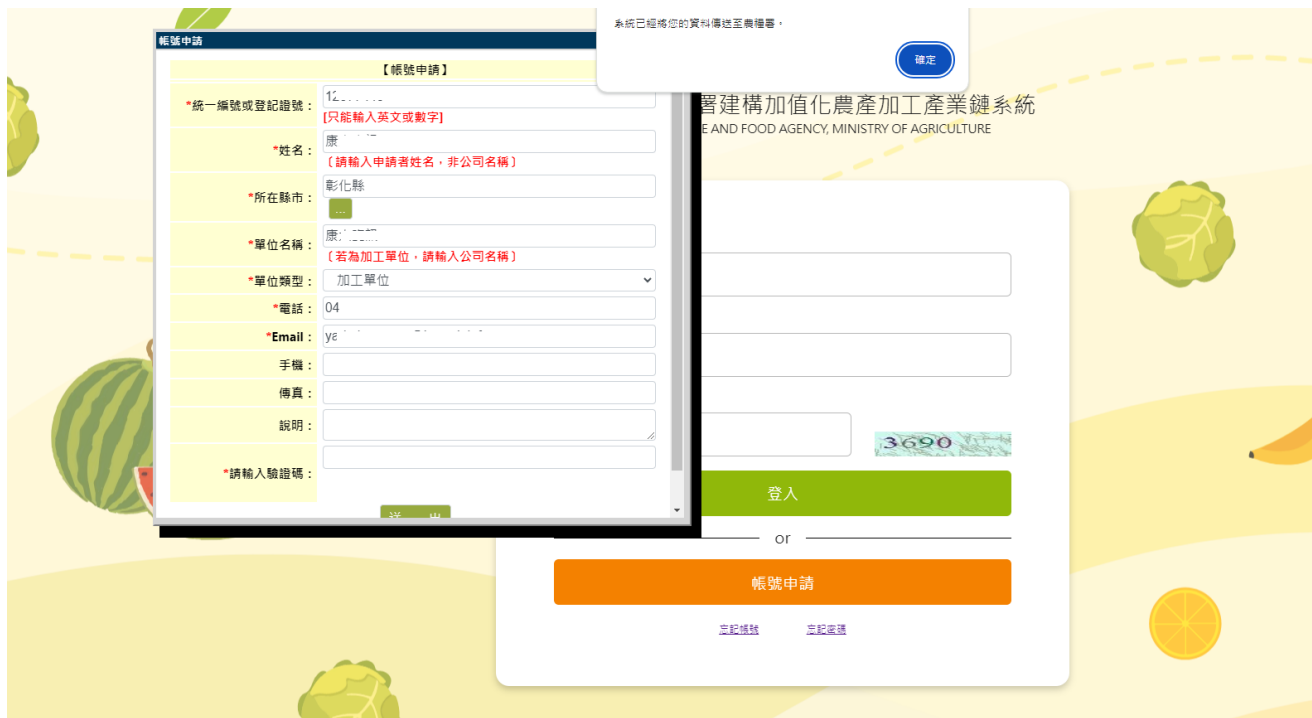 系統已經將您的資料傳送至農糧署。
確定
帳號申請
【帳號申請】
*統一編號或登記證號：
[只能輸入英文或數字]
*姓名：
康
〔請輸入申請者姓名，非公司名稱〕
*所在縣市：
彰化縣
...
*單位名稱：
康
〔若為加工單位，請輸入公司名稱〕
*單位類型：
加工單位
*電話：
04
*Email：
手機：
傳真：
說明：
*請輸入驗證碼：
送 出
署建構加值化農產加工產業鏈系統
E AND FOOD AGENCY, MINISTRY OF AGRICULTURE
3690
登入
or
帳號申請
忘記帳號
忘記密碼